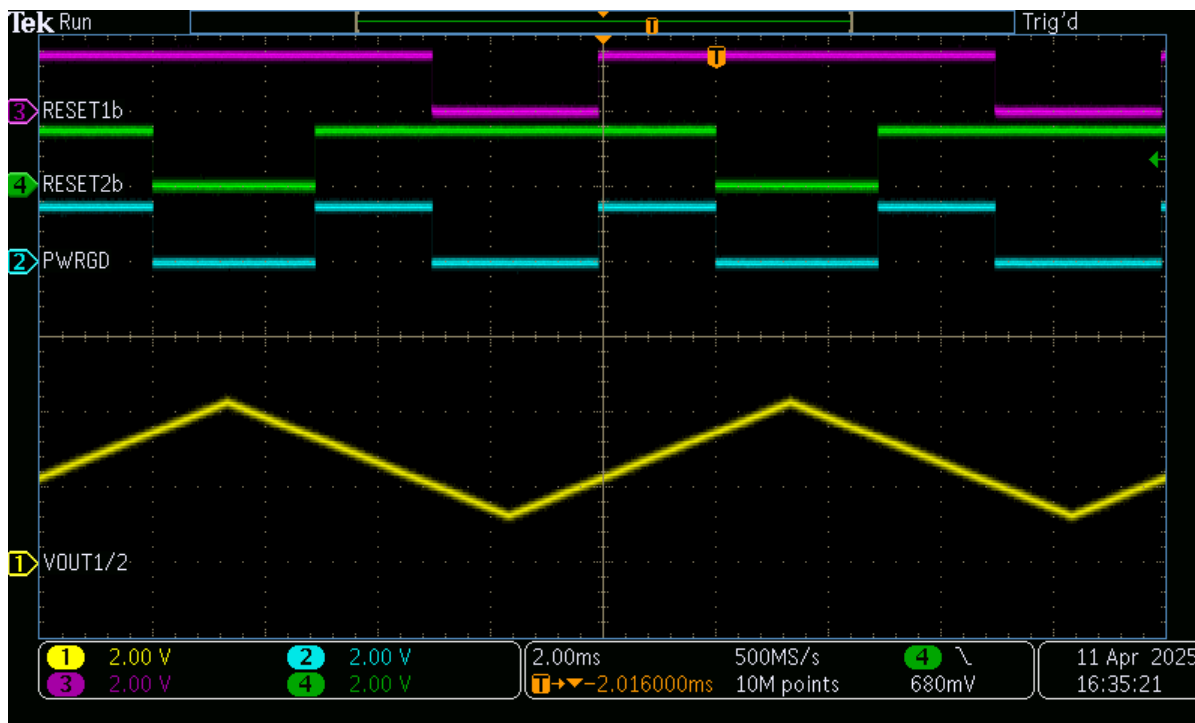 Tek Run T Trig'd
T
3 RESET1b
4 RESET2b
2 PWRGD
1 VOUT1/2
1 2.00 V 2 2.00 V 2.00ms 500MS/s 4 11 Apr 2025
3 2.00 V 4 2.00 V T→▼-2.016000ms 10M points 680mV 16:35:21